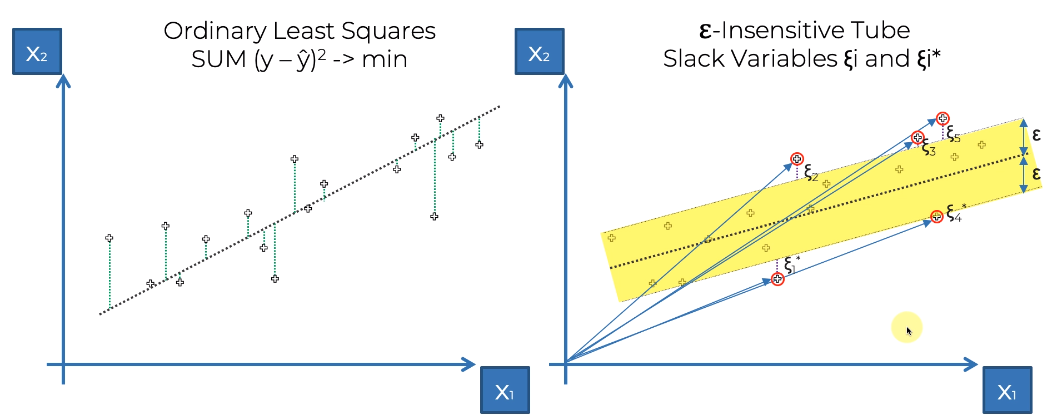 Ordinary Least Squares
SUM (y – ŷ)² -> min
X₂
X₁
ε-Insensitive Tube
Slack Variables ξi and ξi*
X₂
ξ₅
ε
ξ₃
ξ₂
ε
ξ₄*
ξ₁*
X₁